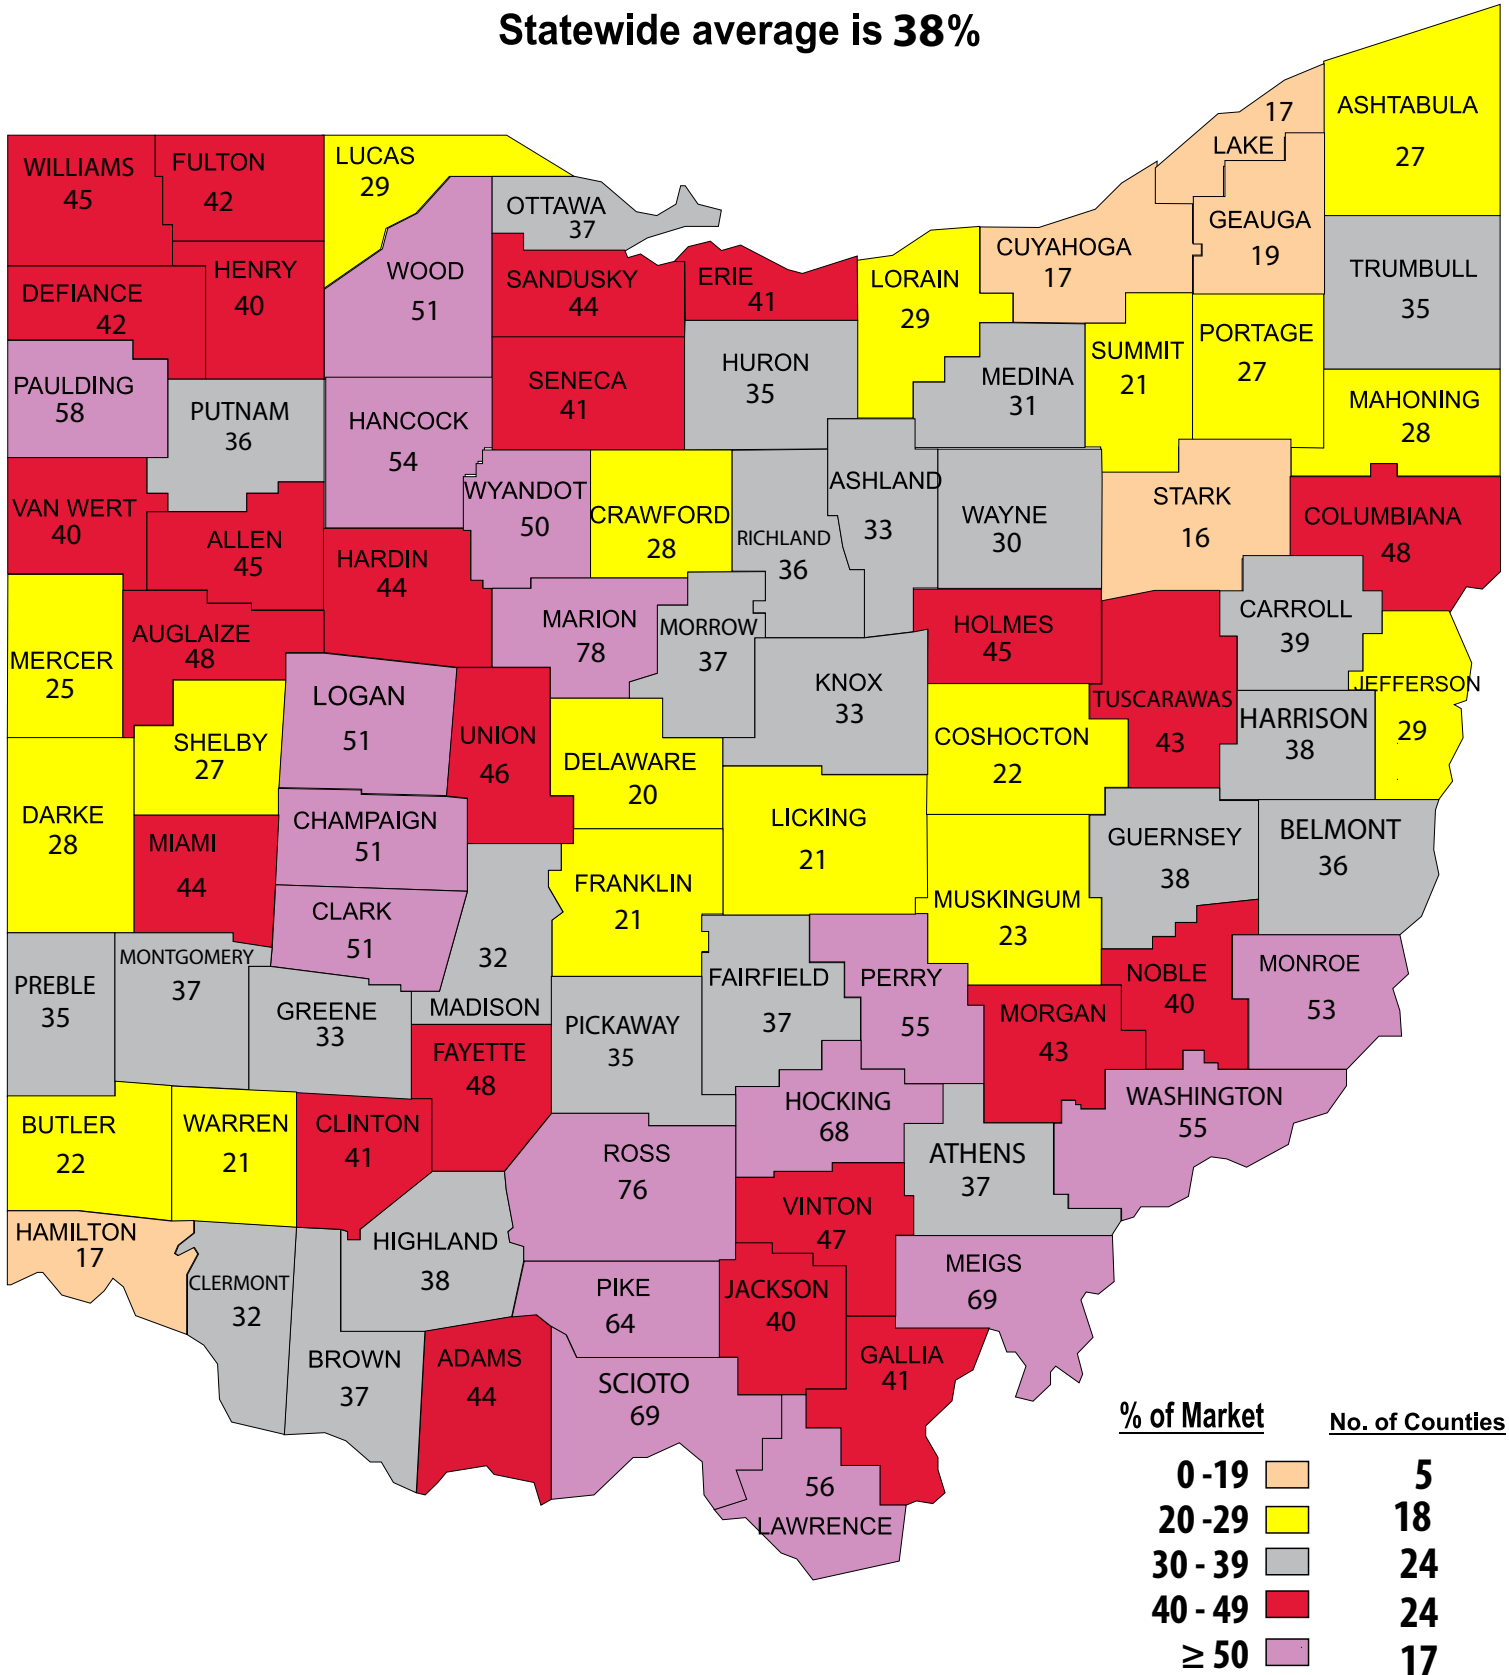 Statewide average is 38%
17
LAKE
ASHTABULA
27
WILLIAMS
45
FULTON
42
LUCAS
29
OTTAWA
37
GEAUGA
19
CUYAHOGA
17
TRUMBULL
35
DEFIANCE
42
HENRY
40
WOOD
51
SANDUSKY
44
ERIE
41
LORAIN
29
SUMMIT
21
PORTAGE
27
PAULDING
58
PUTNAM
36
HANCOCK
54
SENECA
41
HURON
35
MEDINA
31
MAHONING
28
VAN WERT
40
ALLEN
45
HARDIN
44
WYANDOT
50
CRAWFORD
28
RICHLAND
36
ASHLAND
33
WAYNE
30
STARK
16
COLUMBIANA
48
MERCER
25
AUGLAIZE
48
MARION
78
MORROW
37
HOLMES
45
CARROLL
39
LOGAN
51
UNION
46
KNOX
33
TUSCARAWAS
43
HARRISON
38
JEFFERSON
29
SHELBY
27
DELAWARE
20
COSHOCTON
22
DARKE
28
MIAMI
44
CHAMPAIGN
51
LICKING
21
GUERNSEY
38
BELMONT
36
CLARK
51
FRANKLIN
21
MUSKINGUM
23
PREBLE
35
MONTGOMERY
37
GREENE
33
32
MADISON
PICKAWAY
35
FAIRFIELD
37
PERRY
55
MORGAN
43
NOBLE
40
MONROE
53
FAYETTE
48
BUTLER
22
WARREN
21
CLINTON
41
ROSS
76
HOCKING
68
ATHENS
37
WASHINGTON
55
HAMILTON
17
CLERMONT
32
HIGHLAND
38
VINTON
47
PIKE
64
JACKSON
40
MEIGS
69
BROWN
37
ADAMS
44
SCIOTO
69
GALLIA
41
56
LAWRENCE
% of Market No. of Counties
0 -19 5
20 -29 18
30 - 39 24
40 - 49 24
≥ 50 17